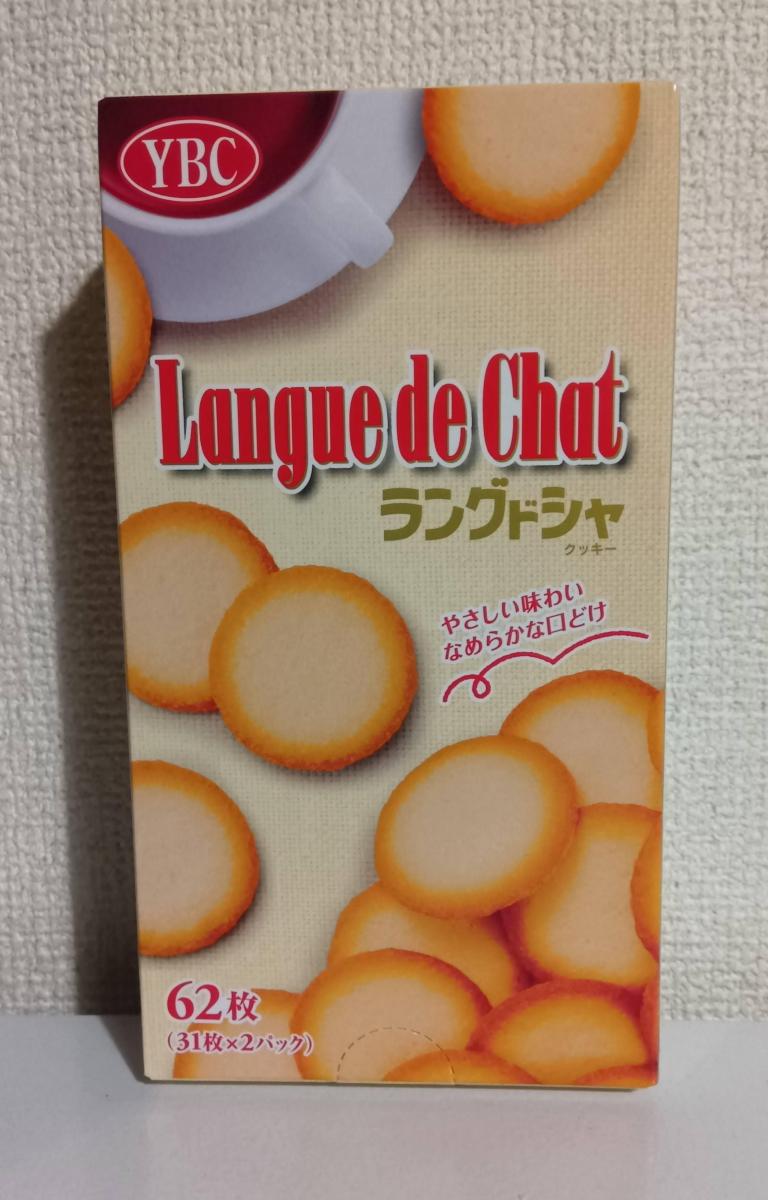 YBC
Langue de Chat
ラングドシャ
クッキー
やさしい味わい
なめらかな口どけ
62枚
(31枚×2パック)